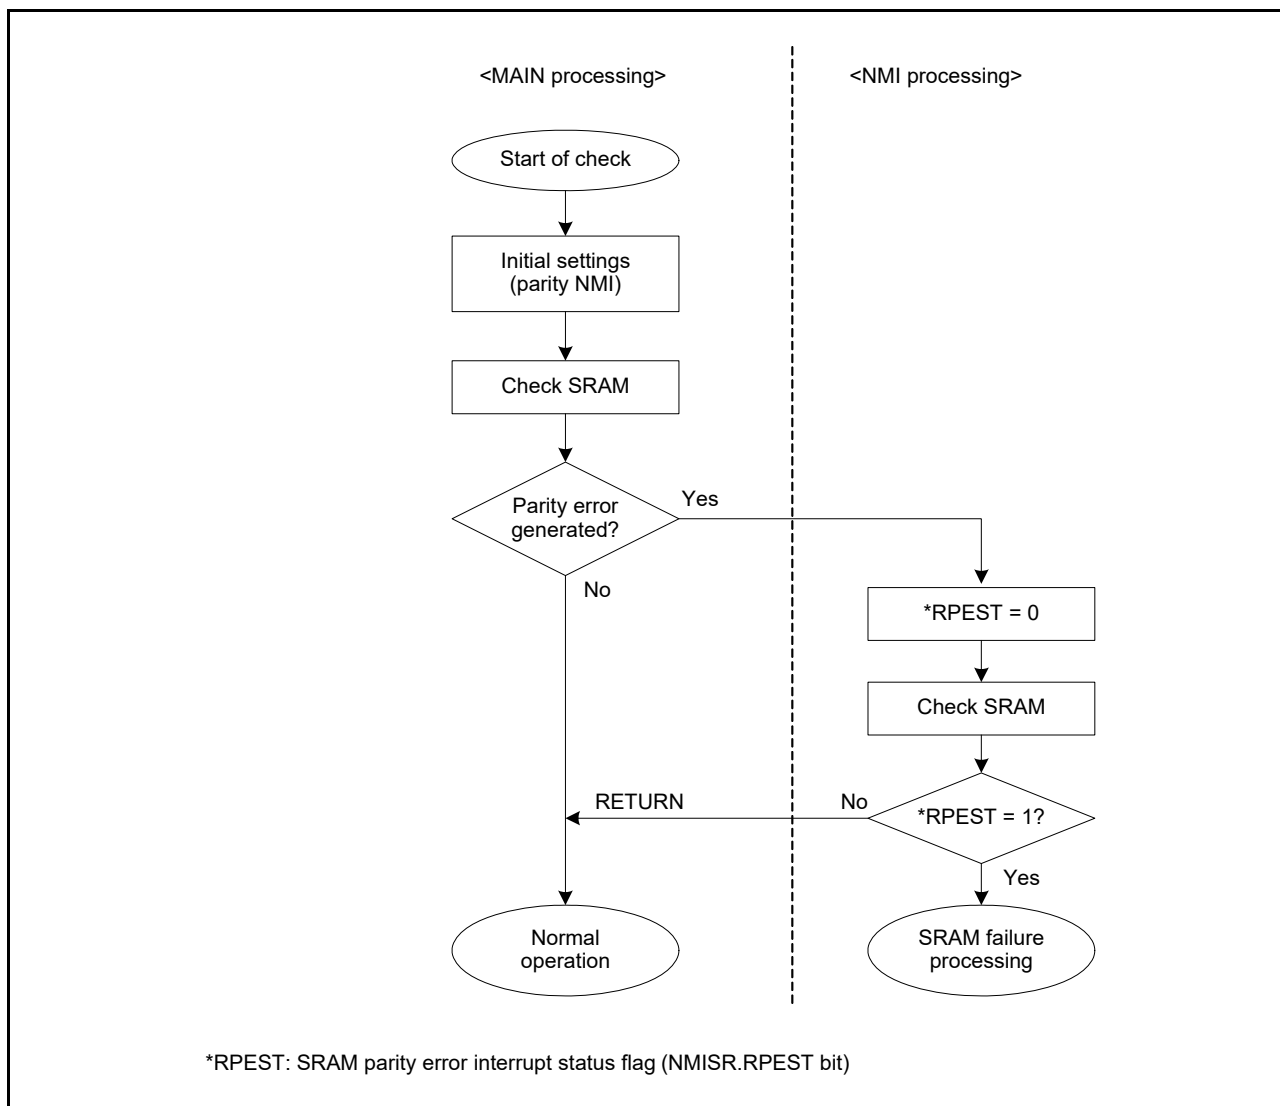 <MAIN processing>
<NMI processing>
Start of check
Initial settings
(parity NMI)
Check SRAM
Parity error
generated?
Yes
No
*RPEST = 0
Check SRAM
*RPEST = 1?
No
RETURN
Yes
Normal
operation
SRAM failure
processing
*RPEST: SRAM parity error interrupt status flag (NMISR.RPEST bit)